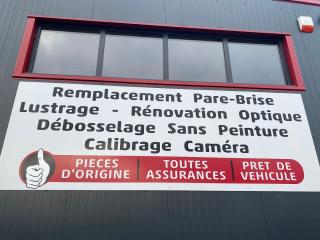 Remplacement Pare-Brise
Lustrage - Rénovation Optique
Débosselage Sans Peinture
Calibrage Caméra
PIECES D'ORIGINE
TOUTES ASSURANCES
PRET DE VEHICULE